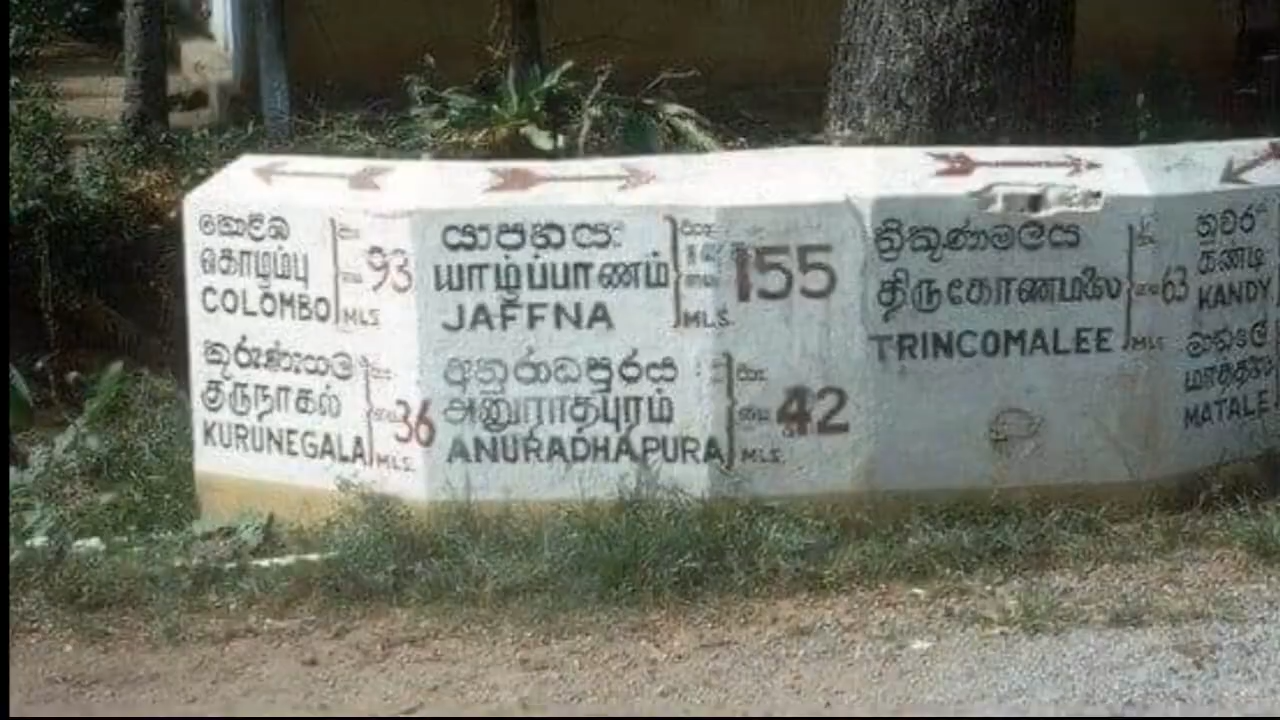 කොළඹ
கொழும்பு 93
COLOMBO MLS.
කුරුණෑගල
குருநாகல் 36
KURUNEGALA MLS.
යාපනය
யாழ்ப்பாணம் 155
JAFFNA MLS.
අනුරාධපුරය
அனுராதபுரம் 42
ANURADHAPURA MLS.
ත්‍රිකුණාමලය
திருகோணமலை 63
TRINCOMALEE MLS
கண்டி
KANDY
MATALE